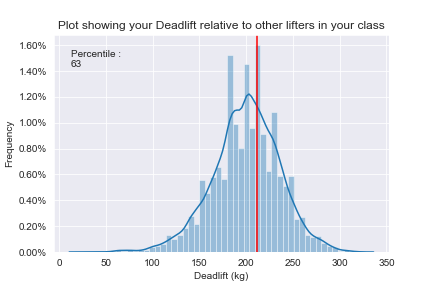 Plot showing your Deadlift relative to other lifters in your class
1.60%
Percentile :
63
1.40%
1.20%
1.00%
0.80%
0.60%
0.40%
0.20%
0.00%
Frequency
0 50 100 150 200 250 300 350
Deadlift (kg)